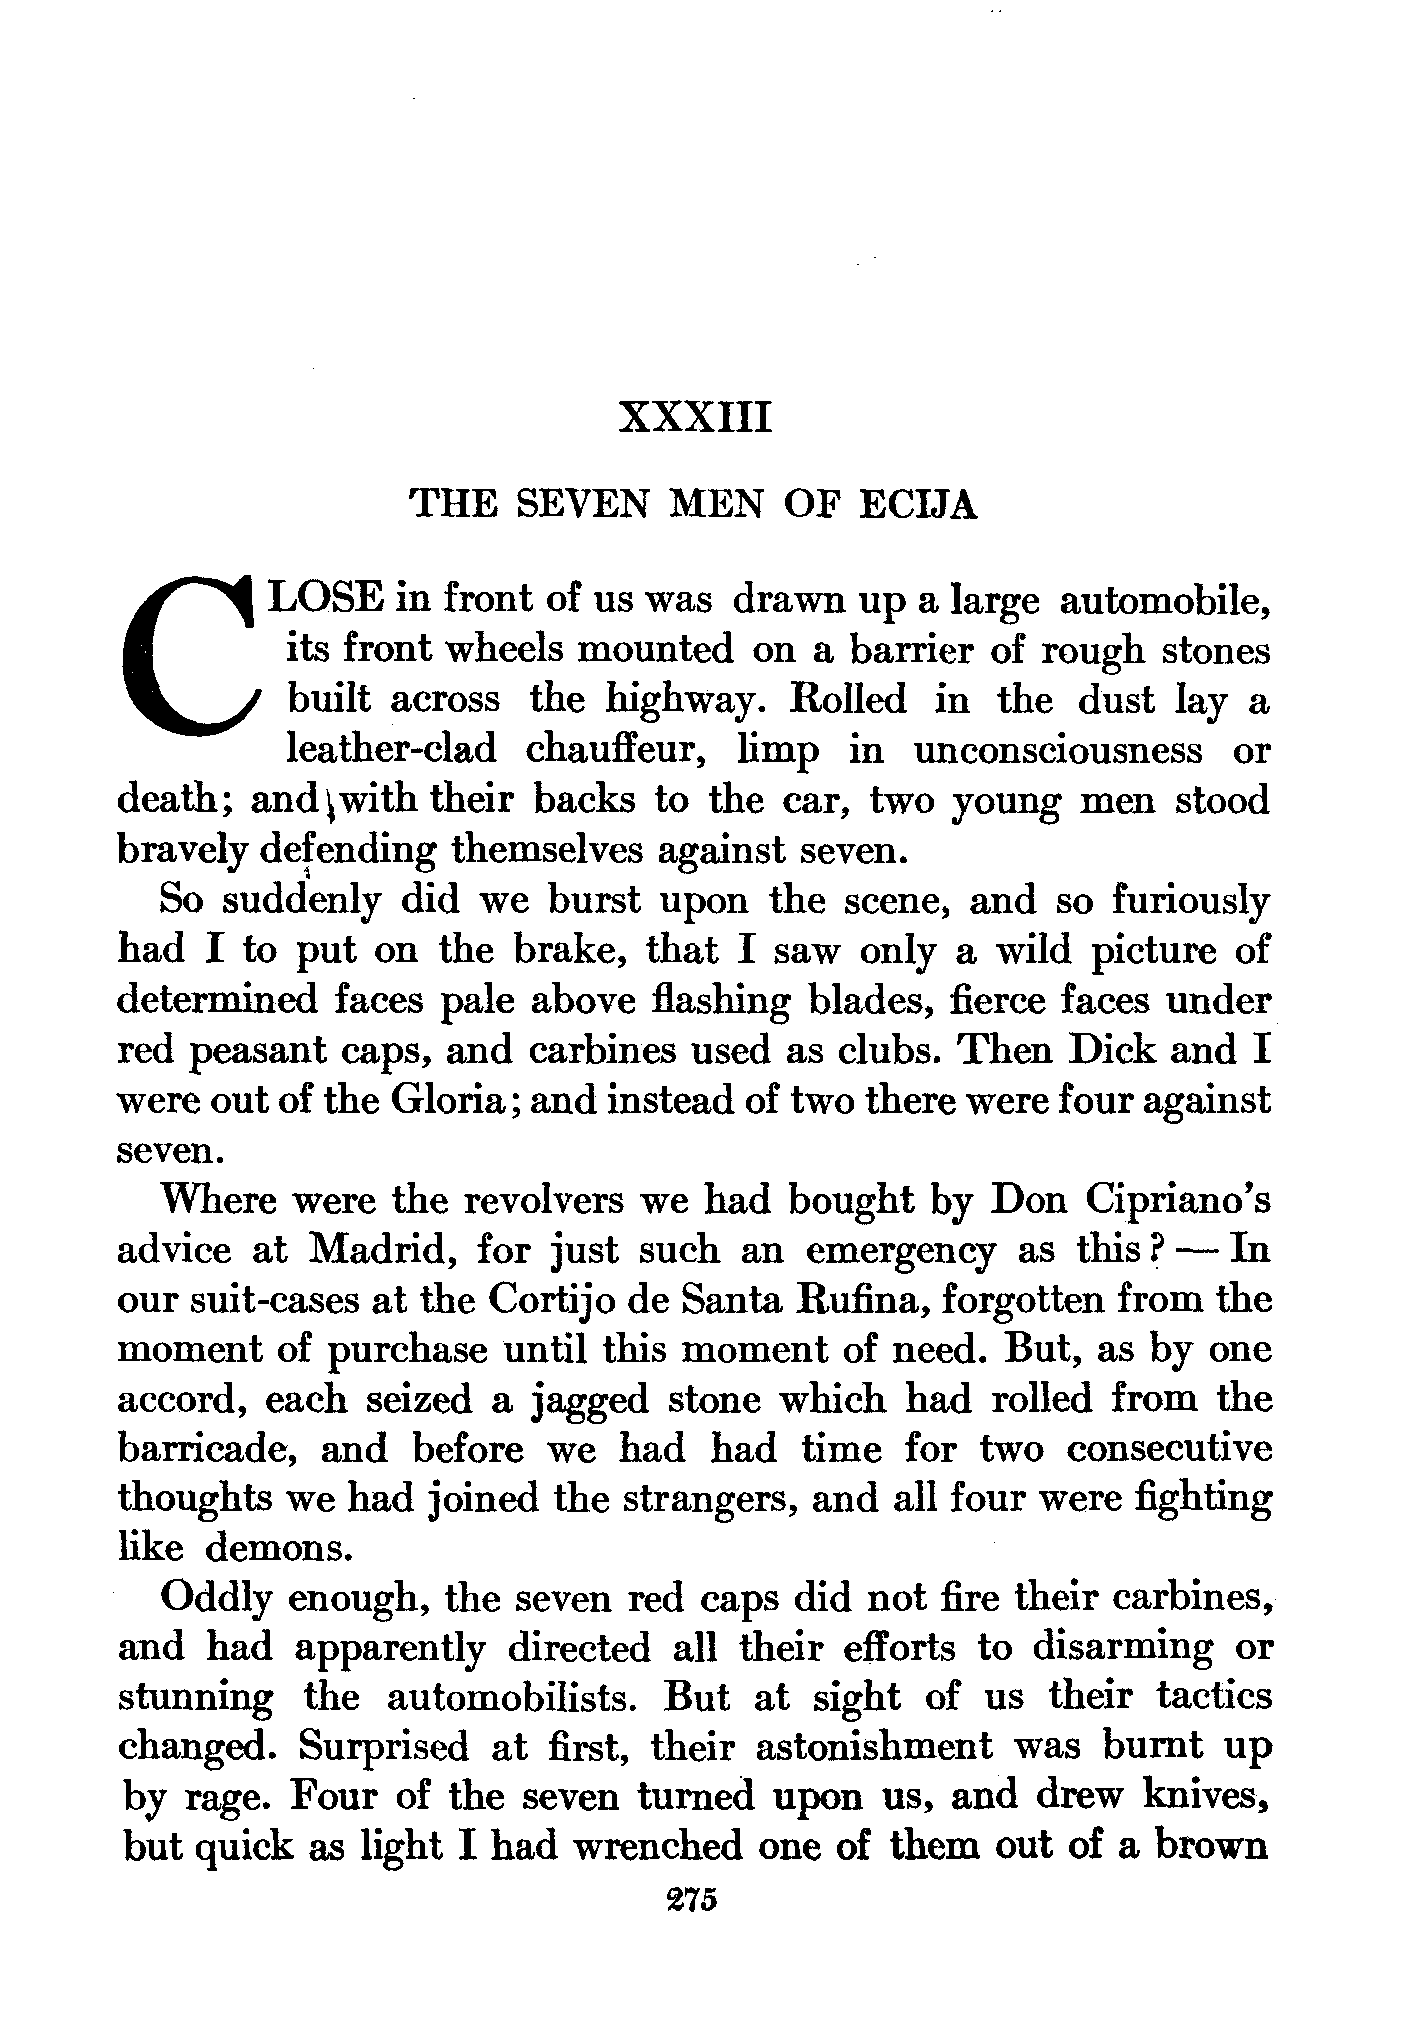 XXXIII
THE SEVEN MEN OF ECIJA
CLOSE in front of us was drawn up a large automobile,
its front wheels mounted on a barrier of rough stones
built across the highway. Rolled in the dust lay a
leather-clad chauffeur, limp in unconsciousness or
death; and with their backs to the car, two young men stood
bravely defending themselves against seven.
So suddenly did we burst upon the scene, and so furiously
had I to put on the brake, that I saw only a wild picture of
determined faces pale above flashing blades, fierce faces under
red peasant caps, and carbines used as clubs. Then Dick and I
were out of the Gloria; and instead of two there were four against
seven.
Where were the revolvers we had bought by Don Cipriano's
advice at Madrid, for just such an emergency as this? — In
our suit-cases at the Cortijo de Santa Rufina, forgotten from the
moment of purchase until this moment of need. But, as by one
accord, each seized a jagged stone which had rolled from the
barricade, and before we had had time for two consecutive
thoughts we had joined the strangers, and all four were fighting
like demons.
Oddly enough, the seven red caps did not fire their carbines,
and had apparently directed all their efforts to disarming or
stunning the automobilists. But at sight of us their tactics
changed. Surprised at first, their astonishment was burnt up
by rage. Four of the seven turned upon us, and drew knives,
but quick as light I had wrenched one of them out of a brown
275